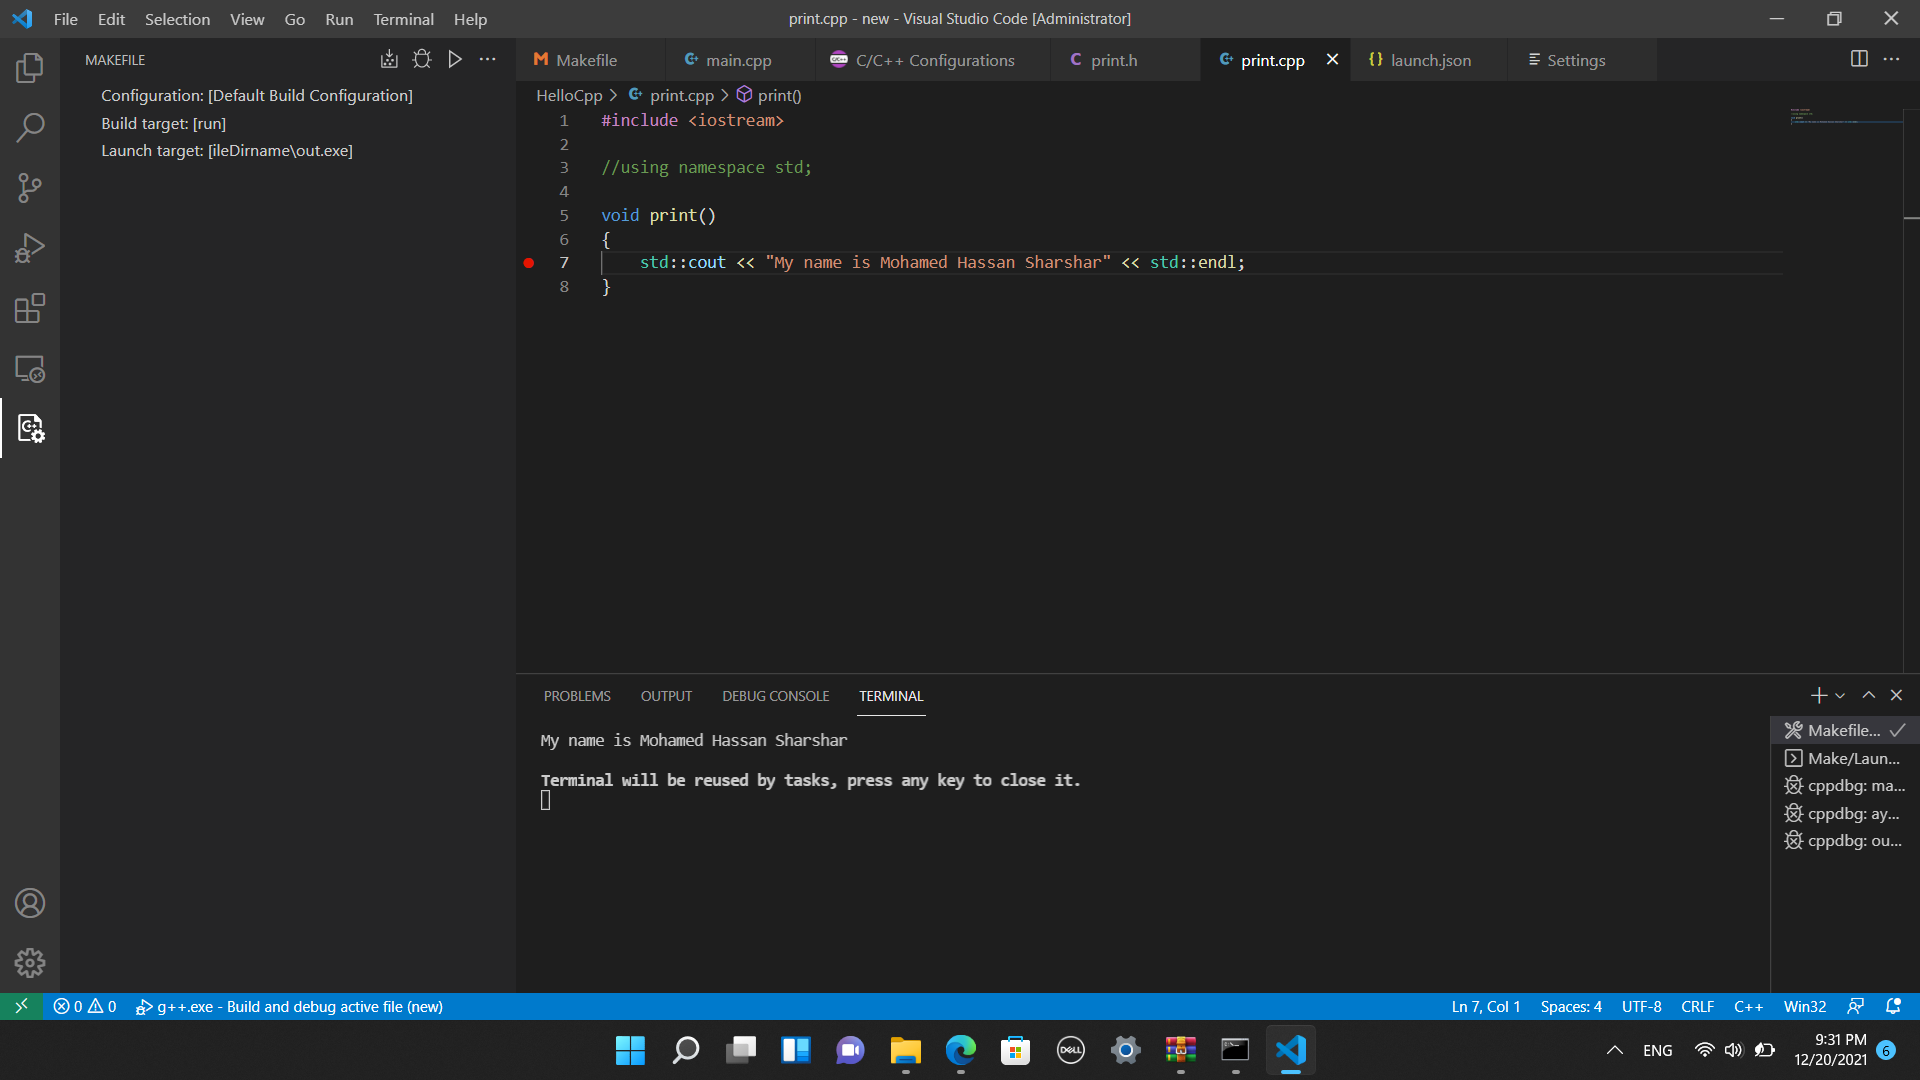 File Edit Selection View Go Run Terminal Help
print.cpp - new - Visual Studio Code [Administrator]
MAKEFILE
Configuration: [Default Build Configuration]
Build target: [run]
Launch target: [ileDirname\out.exe]
Makefile main.cpp C/C++ Configurations print.h print.cpp launch.json Settings
HelloCpp > print.cpp > print()
1 #include <iostream>
2
3 //using namespace std;
4
5 void print()
6 {
7 std::cout << "My name is Mohamed Hassan Sharshar" << std::endl;
8 }
PROBLEMS OUTPUT DEBUG CONSOLE TERMINAL
My name is Mohamed Hassan Sharshar
Terminal will be reused by tasks, press any key to close it.
Makefile...
Make/Laun...
cppdbg: ma...
cppdbg: ay...
cppdbg: ou...
0 0 g++.exe - Build and debug active file (new)
Ln 7, Col 1 Spaces: 4 UTF-8 CRLF C++ Win32
DELL
ENG
9:31 PM
12/20/2021
6